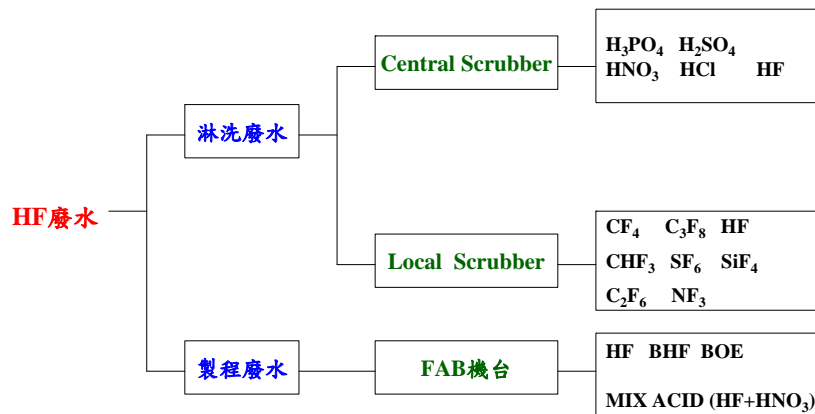 H₃PO₄ H₂SO₄
Central Scrubber
HNO₃ HCl HF
淋洗廢水
HF廢水
CF₄ C₃F₈ HF
Local Scrubber
CHF₃ SF₆ SiF₄
C₂F₆ NF₃
製程廢水
FAB機台
HF BHF BOE
MIX ACID (HF+HNO₃)